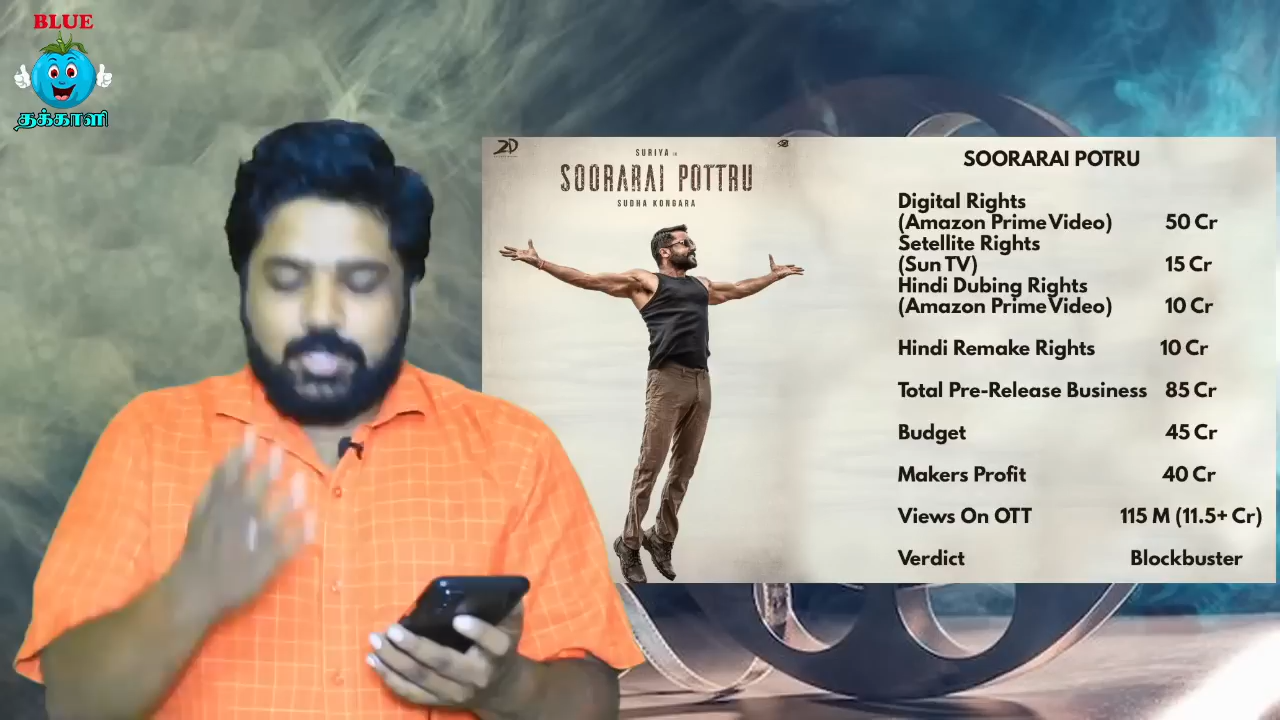 BLUE
தக்காளி
2D
SURIYA in
SOORARAI POTTRU
SUDHA KONGARA
SOORARAI POTRU
Digital Rights
(Amazon Prime Video) 50 Cr
Setellite Rights
(Sun TV) 15 Cr
Hindi Dubing Rights
(Amazon Prime Video) 10 Cr
Hindi Remake Rights 10 Cr
Total Pre-Release Business 85 Cr
Budget 45 Cr
Makers Profit 40 Cr
Views On OTT 115 M (11.5+ Cr)
Verdict Blockbuster